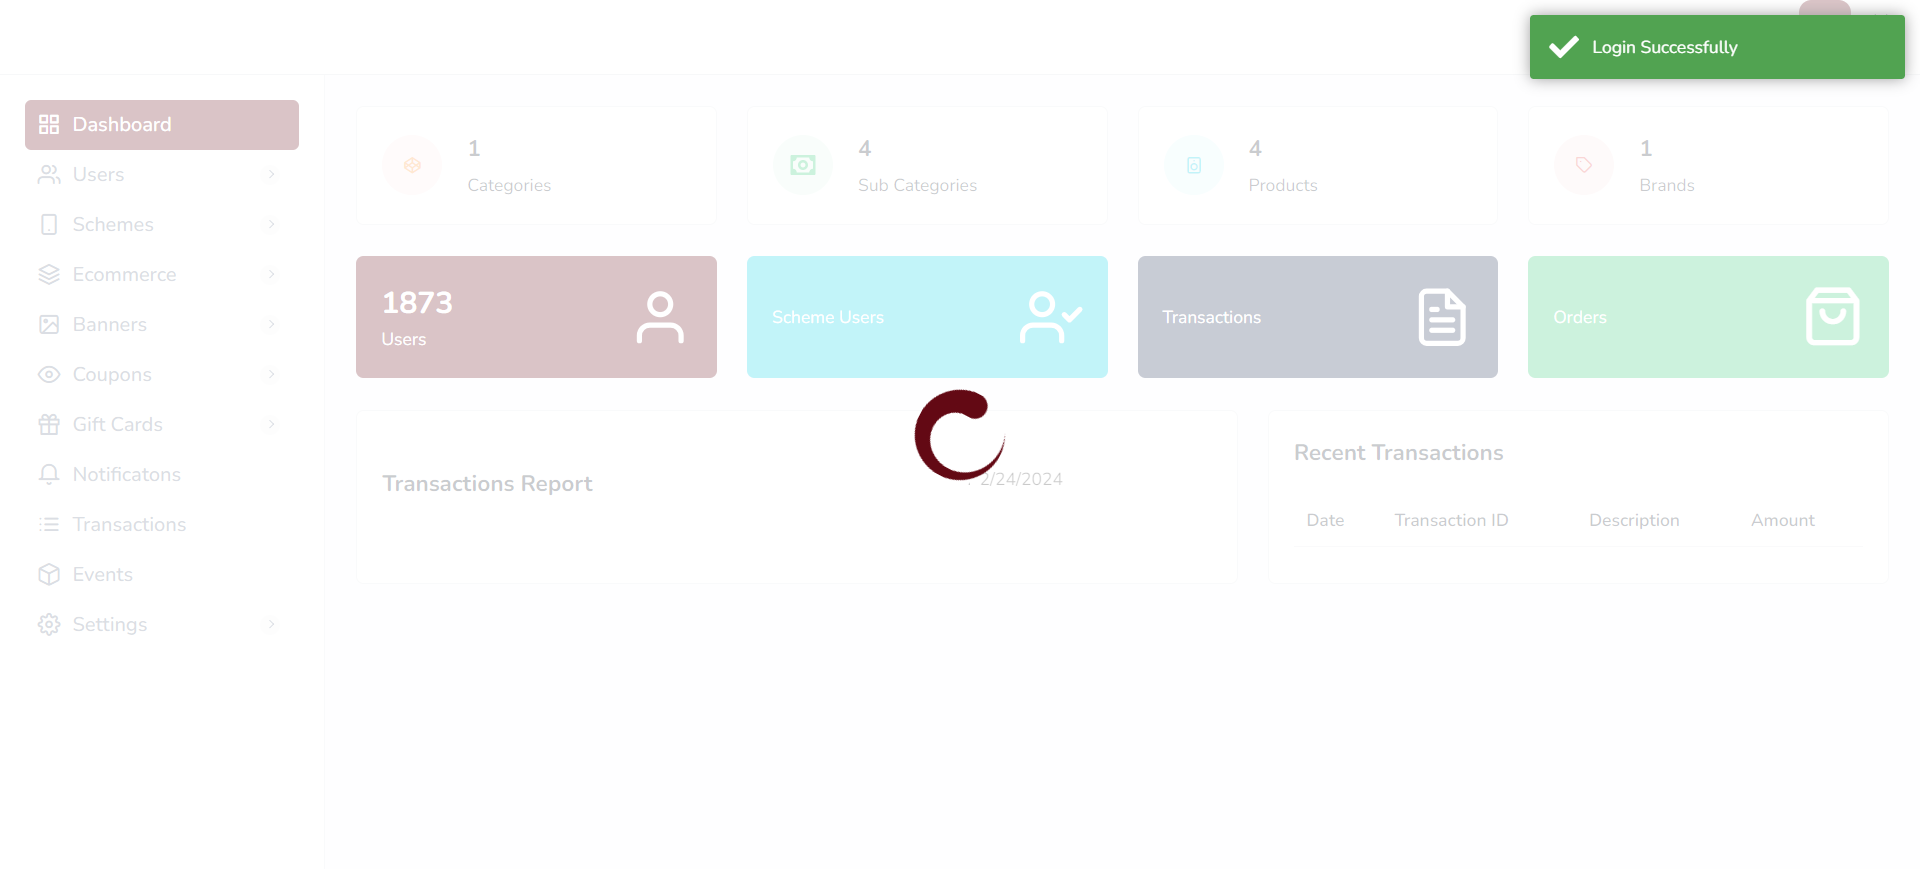 Login Successfully
Dashboard
Users
Schemes
Ecommerce
Banners
Coupons
Gift Cards
Notificatons
Transactions
Events
Settings
1
Categories
4
Sub Categories
4
Products
1
Brands
1873
Users
Scheme Users
Transactions
Orders
Transactions Report
2/24/2024
Recent Transactions
Date Transaction ID Description Amount